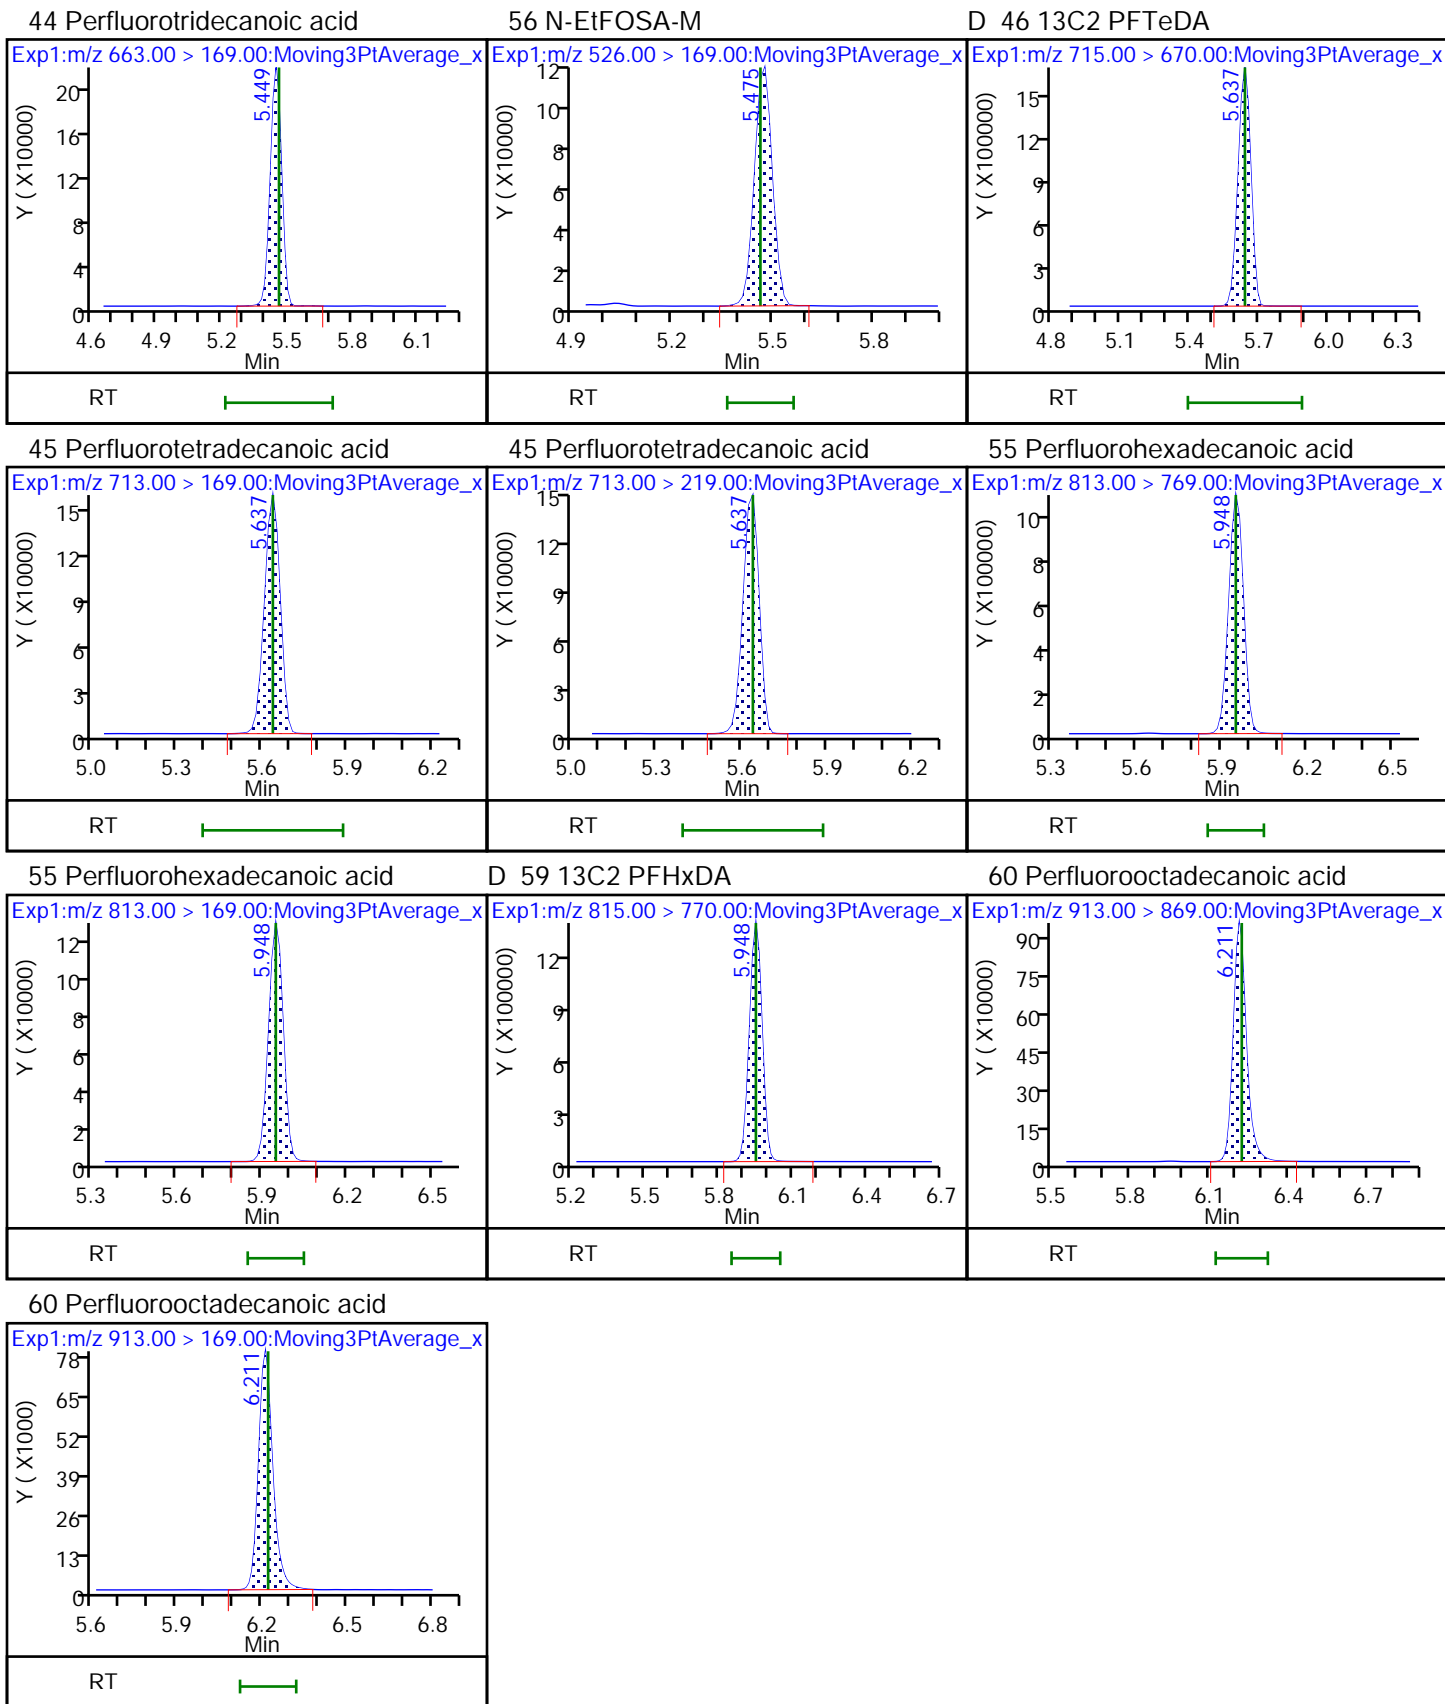 44 Perfluorotridecanoic acid
Exp1:m/z 663.00 > 169.00:Moving3PtAverage_x
5.449
Y ( X100000)
20
16
12
8
4
0
4.6 4.9 5.2 5.5 5.8 6.1
Min
RT
56 N-EtFOSA-M
Exp1:m/z 526.00 > 169.00:Moving3PtAverage_x
5.475
Y ( X100000)
12
10
8
6
4
2
0
4.9 5.2 5.5 5.8
Min
RT
D 46 13C2 PFTeDA
Exp1:m/z 715.00 > 670.00:Moving3PtAverage_x
5.637
Y ( X100000)
15
12
9
6
3
0
4.8 5.1 5.4 5.7 6.0 6.3
Min
RT
45 Perfluorotetradecanoic acid
Exp1:m/z 713.00 > 169.00:Moving3PtAverage_x
5.637
Y ( X10000)
15
12
9
6
3
0
5.0 5.3 5.6 5.9 6.2
Min
RT
45 Perfluorotetradecanoic acid
Exp1:m/z 713.00 > 219.00:Moving3PtAverage_x
5.637
Y ( X10000)
15
12
9
6
3
0
5.0 5.3 5.6 5.9 6.2
Min
RT
55 Perfluorohexadecanoic acid
Exp1:m/z 813.00 > 769.00:Moving3PtAverage_x
5.948
Y ( X100000)
10
8
6
4
2
0
5.3 5.6 5.9 6.2 6.5
Min
RT
55 Perfluorohexadecanoic acid
Exp1:m/z 813.00 > 169.00:Moving3PtAverage_x
5.948
Y ( X10000)
12
10
8
6
4
2
0
5.3 5.6 5.9 6.2 6.5
Min
RT
D 59 13C2 PFHxDA
Exp1:m/z 815.00 > 770.00:Moving3PtAverage_x
5.948
Y ( X100000)
12
9
6
3
0
5.2 5.5 5.8 6.1 6.4 6.7
Min
RT
60 Perfluorooctadecanoic acid
Exp1:m/z 913.00 > 869.00:Moving3PtAverage_x
6.211
Y ( X10000)
90
75
60
45
30
15
0
5.5 5.8 6.1 6.4 6.7
Min
RT
60 Perfluorooctadecanoic acid
Exp1:m/z 913.00 > 169.00:Moving3PtAverage_x
6.211
Y ( X1000)
78
65
52
39
26
13
0
5.6 5.9 6.2 6.5 6.8
Min
RT